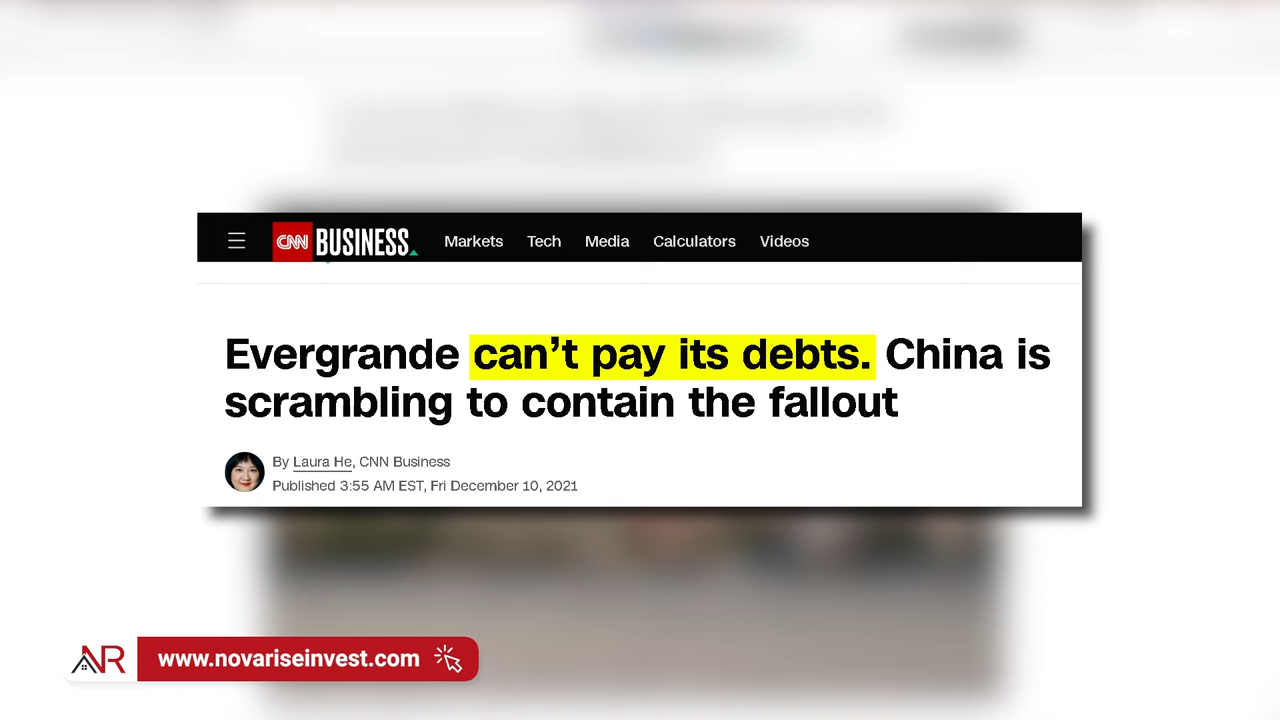 CNN BUSINESS Markets Tech Media Calculators Videos
Evergrande can't pay its debts. China is
scrambling to contain the fallout
By Laura He, CNN Business
Published 3:55 AM EST, Fri December 10, 2021
NR www.novariseinvest.com